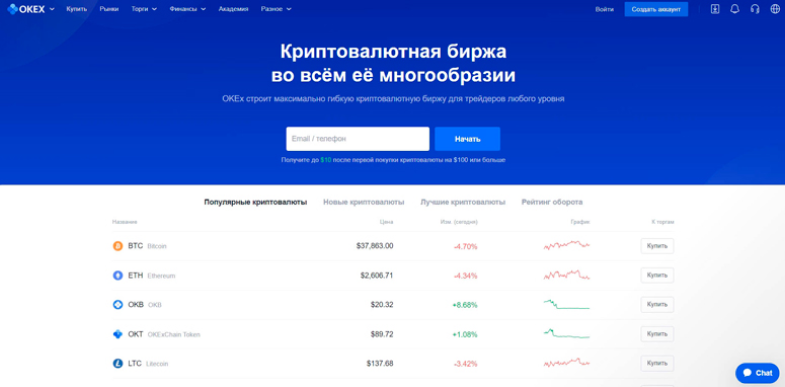 OKEX Купить Рынки Торги Финансы Академия Разное Войти Создать аккаунт
Криптовалютная биржа
во всём её многообразии
OKEx строит максимально гибкую криптовалютную биржу для трейдеров любого уровня
Email / телефон Начать
Получите до $10 после первой покупки криптовалюты на $100 или больше
Популярные криптовалюты Новые криптовалюты Лучшие криптовалюты Рейтинг оборота
Название Цена Изм. (сегодня) График К торгам
BTC Bitcoin $37,863.00 -4.70% Купить
ETH Ethereum $2,606.71 -4.34% Купить
OKB OKB $20.32 +8.68% Купить
OKT OKExChain Token $89.72 +1.08% Купить
LTC Litecoin $137.68 -3.42% Купить
Chat